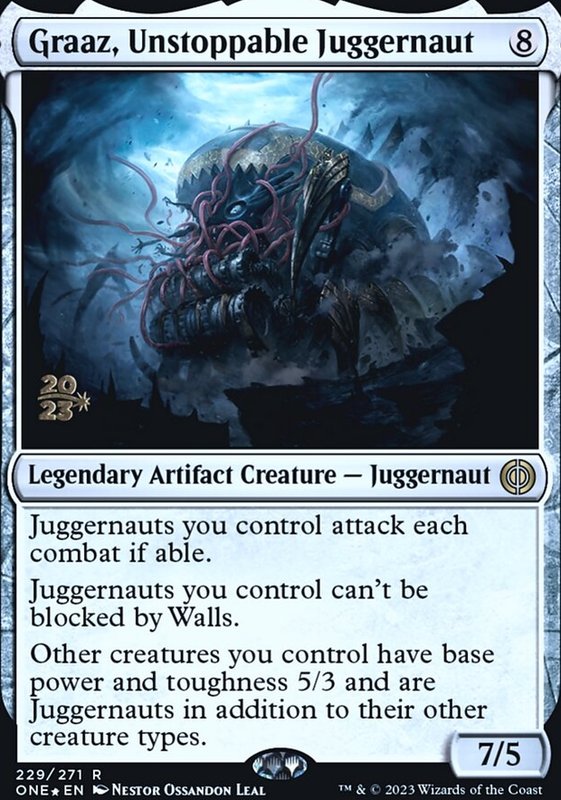 Graaz, Unstoppable Juggernaut 8
20
23
Legendary Artifact Creature — Juggernaut
Juggernauts you control attack each
combat if able.
Juggernauts you control can't be
blocked by Walls.
Other creatures you control have base
power and toughness 5/3 and are
Juggernauts in addition to their other
creature types.
7/5
229/271 R
ONE★EN Nestor Ossandon Leal
™ & © 2023 Wizards of the Coast